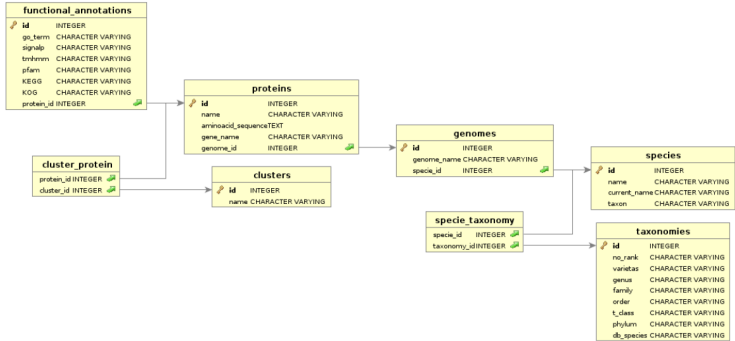 functional_annotations
id INTEGER
go_term CHARACTER VARYING
signalp CHARACTER VARYING
tmhmm CHARACTER VARYING
pfam CHARACTER VARYING
KEGG CHARACTER VARYING
KOG CHARACTER VARYING
protein_id INTEGER
proteins
id INTEGER
name CHARACTER VARYING
aminoacid_sequence TEXT
gene_name CHARACTER VARYING
genome_id INTEGER
cluster_protein
protein_id INTEGER
cluster_id INTEGER
clusters
id INTEGER
name CHARACTER VARYING
genomes
id INTEGER
genome_name CHARACTER VARYING
specie_id INTEGER
species
id INTEGER
name CHARACTER VARYING
current_name CHARACTER VARYING
taxon CHARACTER VARYING
specie_taxonomy
specie_id INTEGER
taxonomy_id INTEGER
taxonomies
id INTEGER
no_rank CHARACTER VARYING
varietas CHARACTER VARYING
genus CHARACTER VARYING
family CHARACTER VARYING
order CHARACTER VARYING
t_class CHARACTER VARYING
phylum CHARACTER VARYING
db_species CHARACTER VARYING